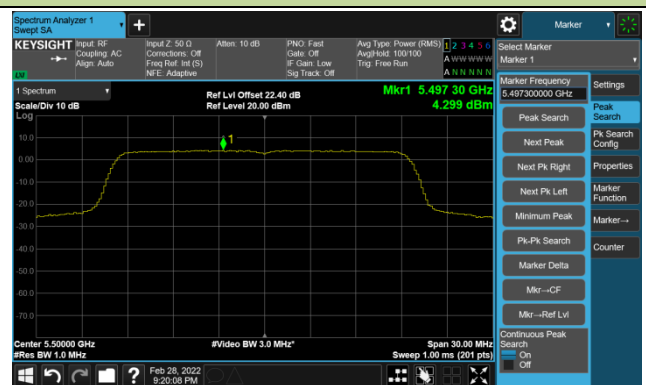 Spectrum Analyzer 1
Swept SA
Marker
KEYSIGHT
Input: RF
Coupling: AC
Align: Auto
Input Z: 50 Ω
Corrections: Off
Freq Ref: Int (S)
NFE: Adaptive
Atten: 10 dB
PNO: Fast
Gate: Off
IF Gain: Low
Sig Track: Off
Avg Type: Power (RMS)
Avg|Hold: 100/100
Trig: Free Run
1 2 3 4 5 6
A W W W W W
A N N N N N
Select Marker
Marker 1
LW
1 Spectrum
Scale/Div 10 dB
Log
Ref Lvl Offset 22.40 dB
Ref Level 20.00 dBm
Mkr1 5.497 30 GHz
4.299 dBm
10.0
0.00
-10.0
-20.0
-30.0
-40.0
-50.0
-60.0
-70.0
1
Center 5.50000 GHz
#Res BW 1.0 MHz
#Video BW 3.0 MHz*
Span 30.00 MHz
Sweep 1.00 ms (201 pts)
Marker Frequency
5.497300000 GHz
Peak Search
Next Peak
Next Pk Right
Next Pk Left
Minimum Peak
Pk-Pk Search
Marker Delta
Mkr→CF
Mkr→Ref Lvl
Continuous Peak
Search
On
Off
Settings
Peak
Search
Pk Search
Config
Properties
Marker
Function
Marker→
Counter
Feb 28, 2022
9:20:08 PM